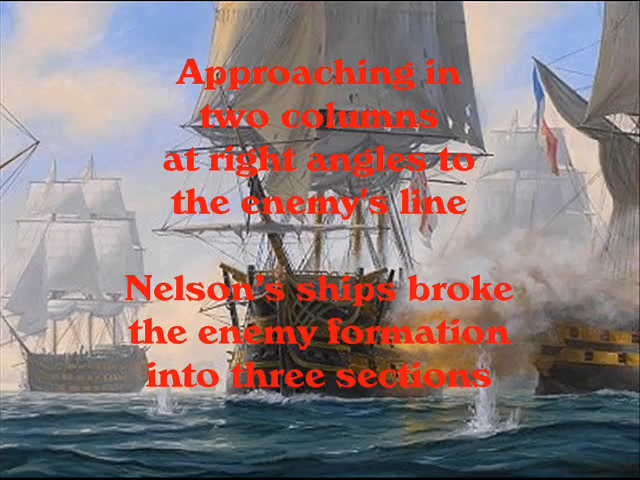 Approaching in
two columns
at right angles to
the enemy's line
Nelson's ships broke
the enemy formation
into three sections